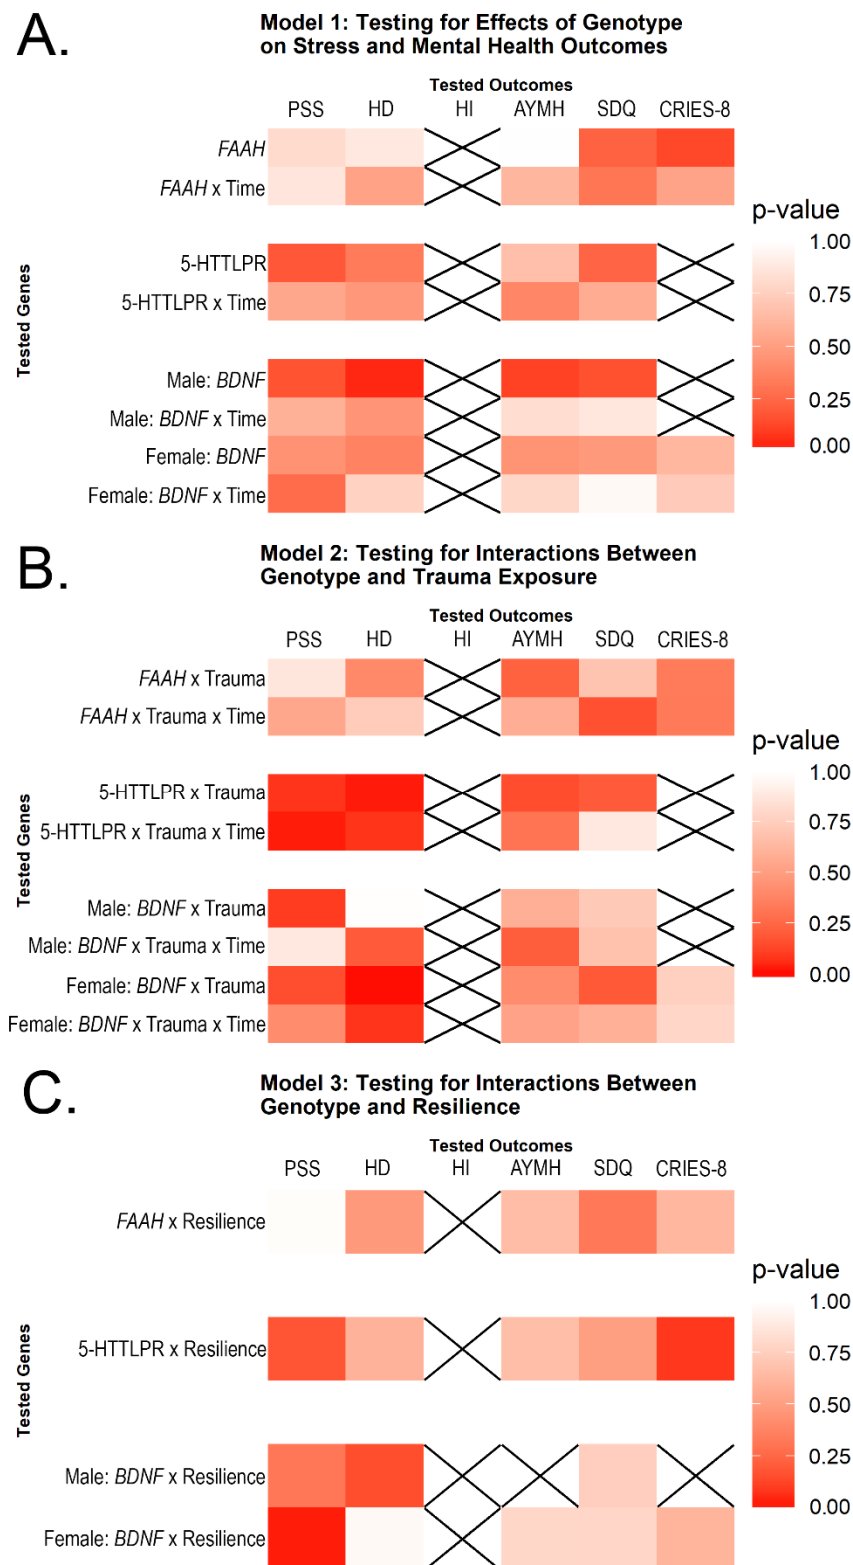 A.
Model 1: Testing for Effects of Genotype
on Stress and Mental Health Outcomes
Tested Outcomes
PSS HD HI AYMH SDQ CRIES-8
Tested Genes
FAAH
FAAH x Time
5-HTTLPR
5-HTTLPR x Time
Male: BDNF
Male: BDNF x Time
Female: BDNF
Female: BDNF x Time
p-value
1.00
0.75
0.50
0.25
0.00
B.
Model 2: Testing for Interactions Between
Genotype and Trauma Exposure
Tested Outcomes
PSS HD HI AYMH SDQ CRIES-8
Tested Genes
FAAH x Trauma
FAAH x Trauma x Time
5-HTTLPR x Trauma
5-HTTLPR x Trauma x Time
Male: BDNF x Trauma
Male: BDNF x Trauma x Time
Female: BDNF x Trauma
Female: BDNF x Trauma x Time
p-value
1.00
0.75
0.50
0.25
0.00
C.
Model 3: Testing for Interactions Between
Genotype and Resilience
Tested Outcomes
PSS HD HI AYMH SDQ CRIES-8
Tested Genes
FAAH x Resilience
5-HTTLPR x Resilience
Male: BDNF x Resilience
Female: BDNF x Resilience
p-value
1.00
0.75
0.50
0.25
0.00